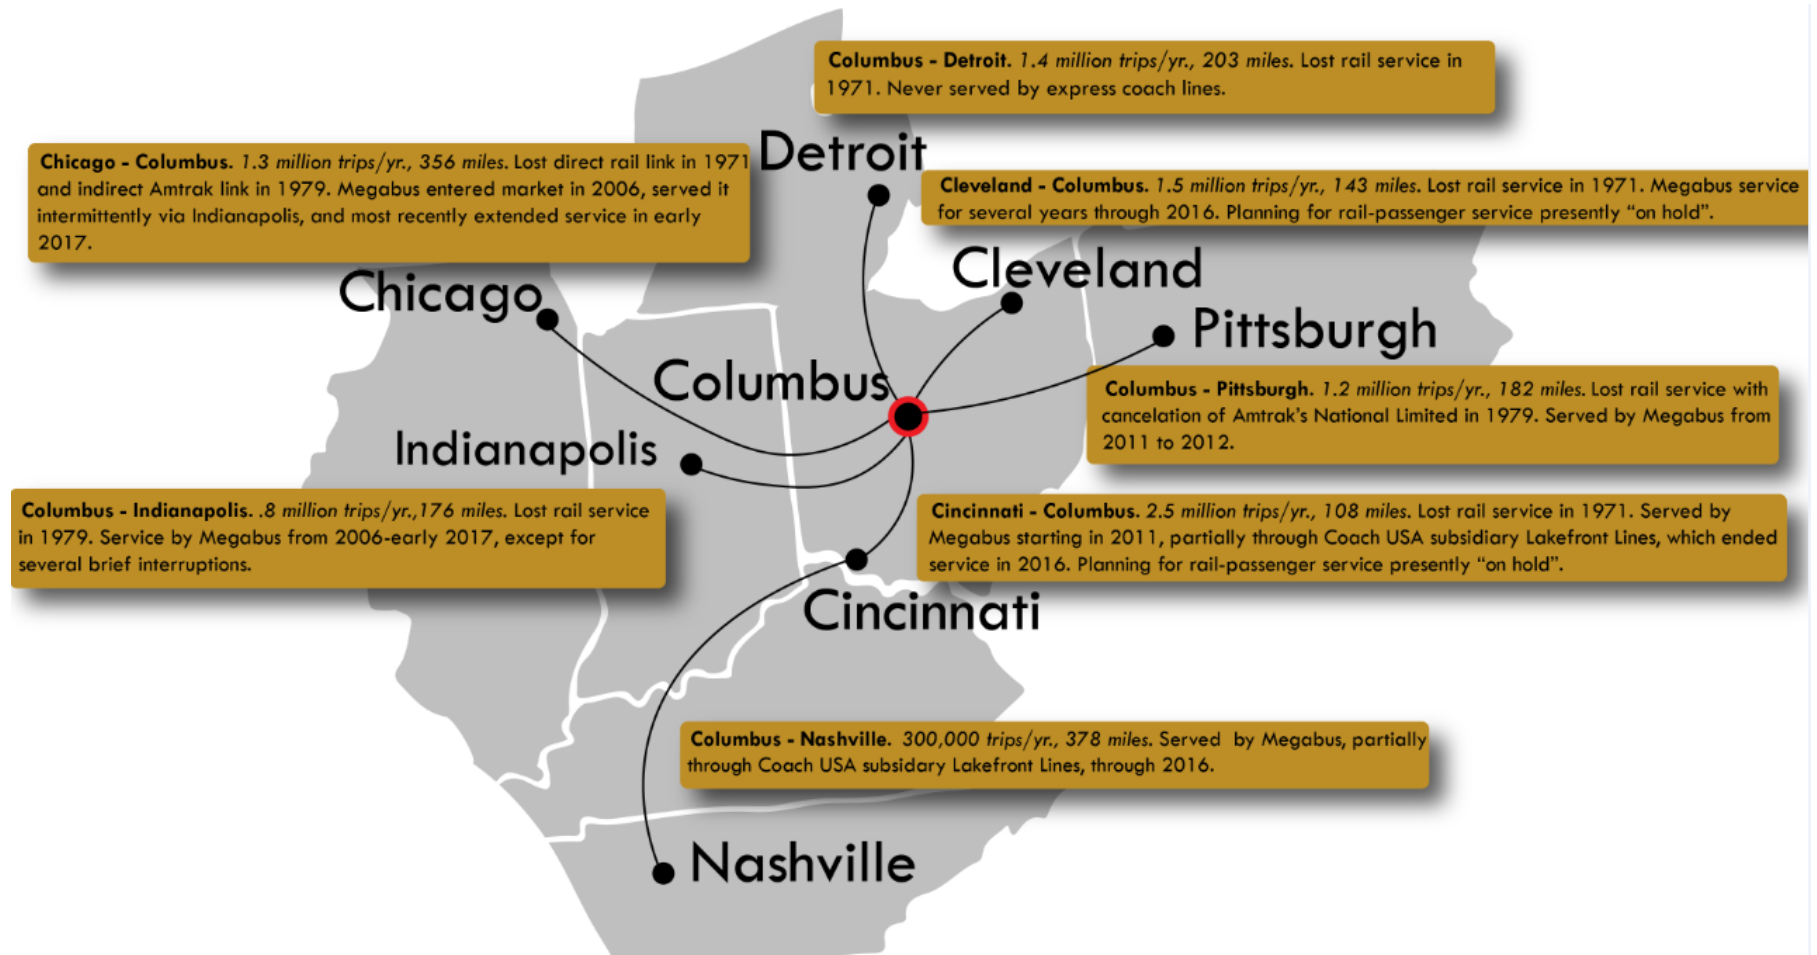 Columbus - Detroit. 1.4 million trips/yr., 203 miles. Lost rail service in
1971. Never served by express coach lines.
Detroit
Chicago - Columbus. 1.3 million trips/yr., 356 miles. Lost direct rail link in 1971
and indirect Amtrak link in 1979. Megabus entered market in 2006, served it
intermittently via Indianapolis, and most recently extended service in early
2017.
Cleveland - Columbus. 1.5 million trips/yr., 143 miles. Lost rail service in 1971. Megabus service
for several years through 2016. Planning for rail-passenger service presently “on hold”.
Cleveland
Chicago
Pittsburgh
Columbus
Columbus - Pittsburgh. 1.2 million trips/yr., 182 miles. Lost rail service with
cancelation of Amtrak’s National Limited in 1979. Served by Megabus from
2011 to 2012.
Indianapolis
Columbus - Indianapolis. .8 million trips/yr.,176 miles. Lost rail service
in 1979. Service by Megabus from 2006-early 2017, except for
several brief interruptions.
Cincinnati - Columbus. 2.5 million trips/yr., 108 miles. Lost rail service in 1971. Served by
Megabus starting in 2011, partially through Coach USA subsidiary Lakefront Lines, which ended
service in 2016. Planning for rail-passenger service presently “on hold”.
Cincinnati
Columbus - Nashville. 300,000 trips/yr., 378 miles. Served by Megabus, partially
through Coach USA subsidary Lakefront Lines, through 2016.
Nashville